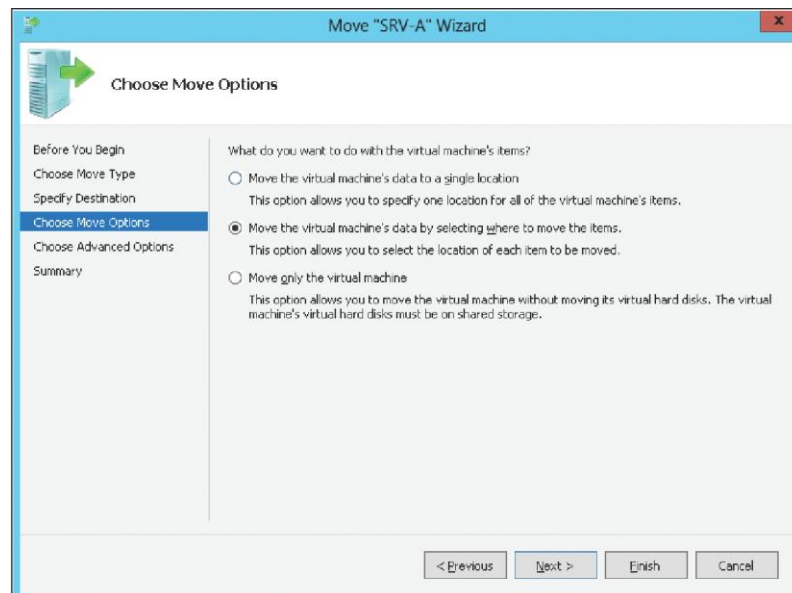 Move "SRV-A" Wizard
x
Choose Move Options
Before You Begin
Choose Move Type
Specify Destination
Choose Move Options
Choose Advanced Options
Summary
What do you want to do with the virtual machine's items?
Move the virtual machine's data to a single location
This option allows you to specify one location for all of the virtual machine's items.
Move the virtual machine's data by selecting where to move the items.
This option allows you to select the location of each item to be moved.
Move only the virtual machine
This option allows you to move the virtual machine without moving its virtual hard disks. The virtual
machine's virtual hard disks must be on shared storage.
< Previous
Next >
Finish
Cancel